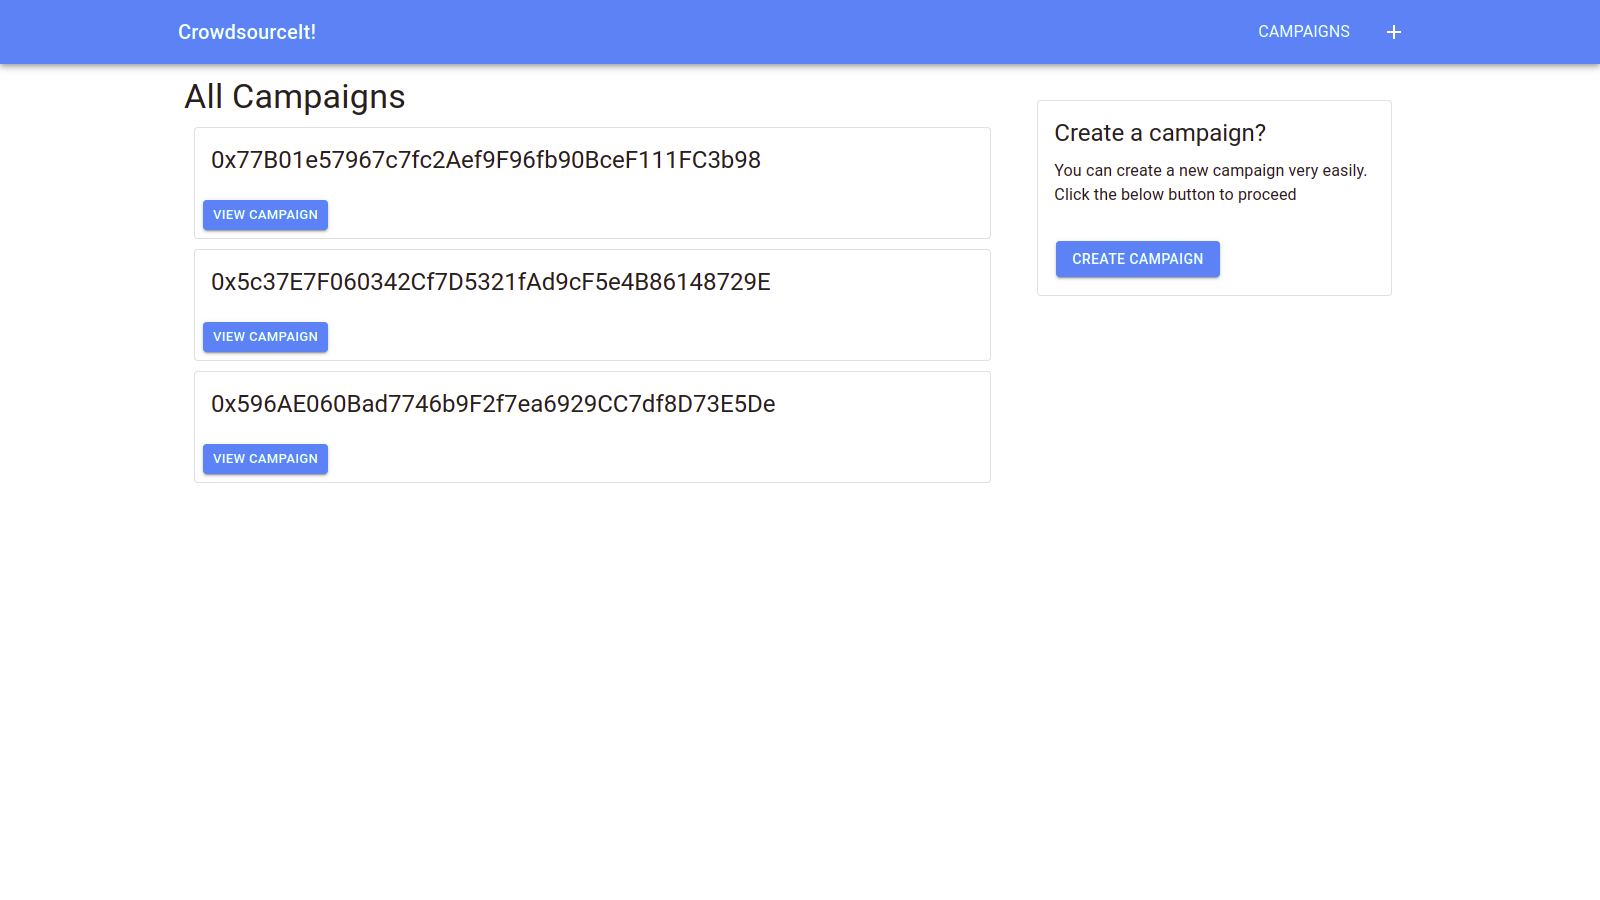 CrowdsourceIt!
CAMPAIGNS +
All Campaigns
0x77B01e57967c7fc2Aef9F96fb90BceF111FC3b98
VIEW CAMPAIGN
0x5c37E7F060342Cf7D5321fAd9cF5e4B86148729E
VIEW CAMPAIGN
0x596AE060Bad7746b9F2f7ea6929CC7df8D73E5De
VIEW CAMPAIGN
Create a campaign?
You can create a new campaign very easily.
Click the below button to proceed
CREATE CAMPAIGN